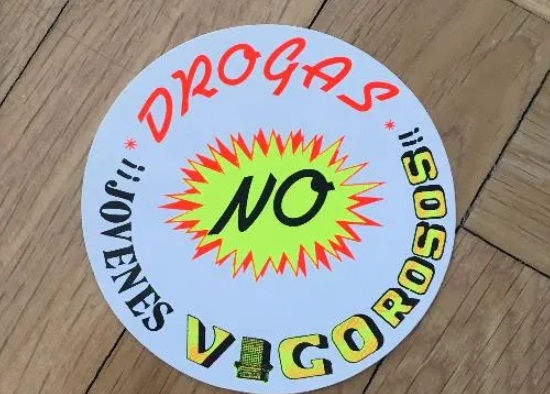 * DROGAS *
NO
¡¡JOVENES VIGOROSOS!!